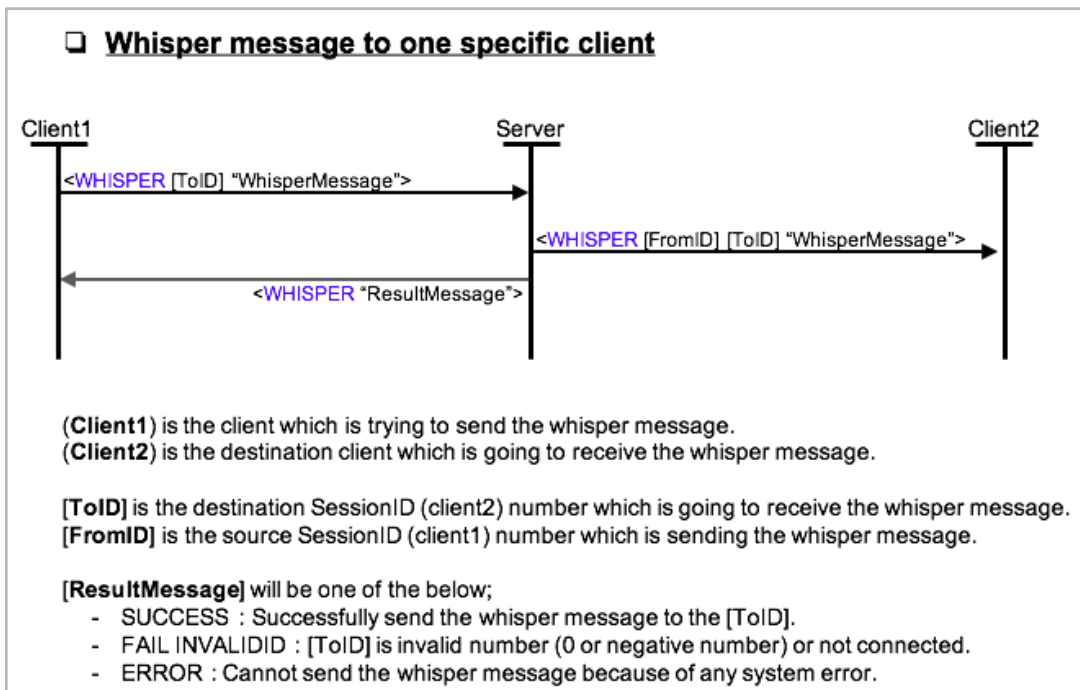 ❑ Whisper message to one specific client
Client1 Server Client2
<WHISPER [ToID] "WhisperMessage">
<WHISPER [FromID] [ToID] “WhisperMessage”>
<WHISPER “ResultMessage”>
(Client1) is the client which is trying to send the whisper message.
(Client2) is the destination client which is going to receive the whisper message.
[ToID] is the destination SessionID (client2) number which is going to receive the whisper message.
[FromID] is the source SessionID (client1) number which is sending the whisper message.
[ResultMessage] will be one of the below;
- SUCCESS : Successfully send the whisper message to the [ToID].
- FAIL INVALIDID : [ToID] is invalid number (0 or negative number) or not connected.
- ERROR : Cannot send the whisper message because of any system error.